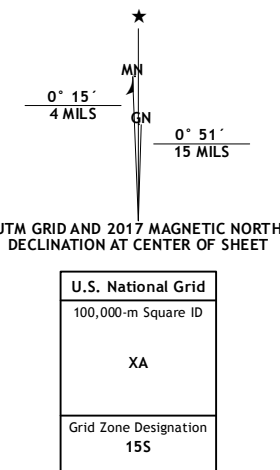 MN
0° 15´
4 MILS
GN
0° 51´
15 MILS
UTM GRID AND 2017 MAGNETIC NORTH
DECLINATION AT CENTER OF SHEET
U.S. National Grid
100,000-m Square ID
XA
Grid Zone Designation
15S